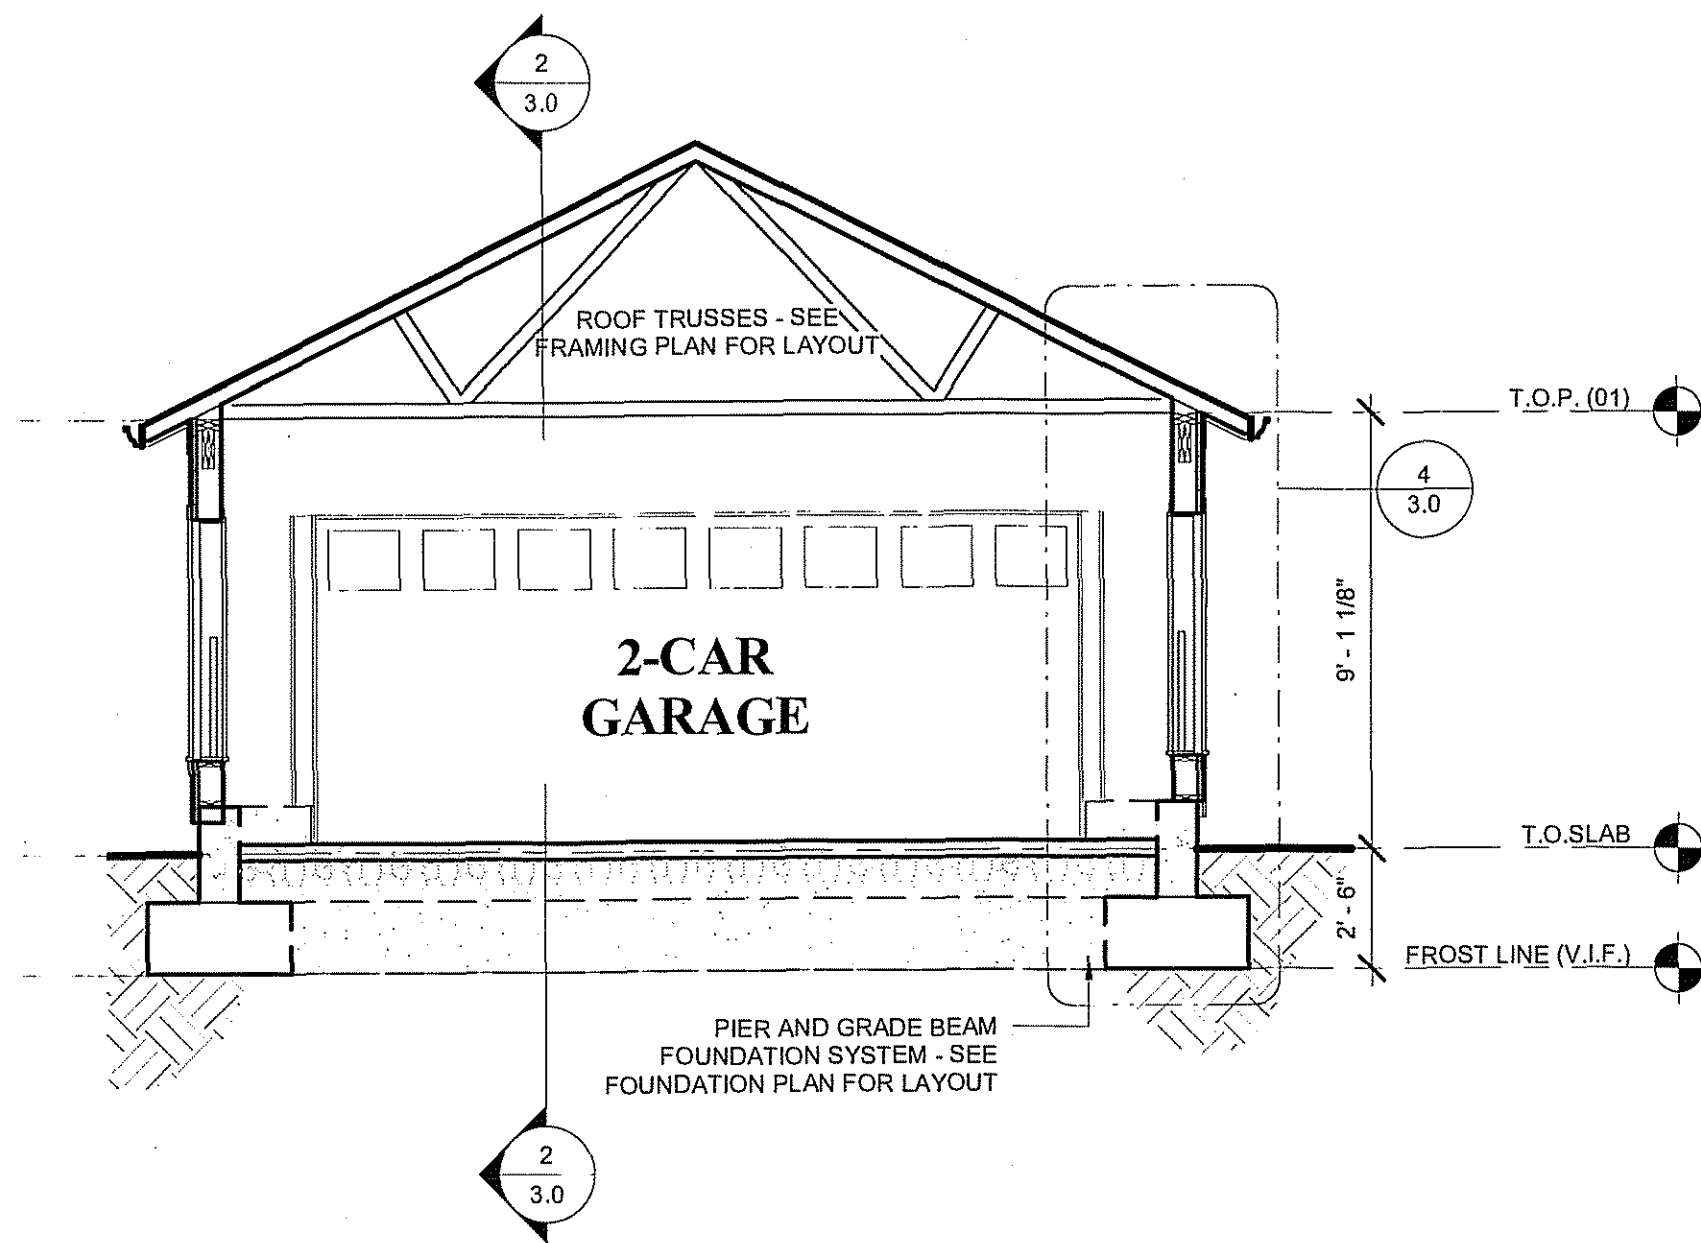 2
3.0
ROOF TRUSSES - SEE
FRAMING PLAN FOR LAYOUT
T.O.P. (01)
4
3.0
9' - 1 1/8"
2-CAR
GARAGE
T.O.SLAB
2' - 6"
FROST LINE (V.I.F.)
PIER AND GRADE BEAM
FOUNDATION SYSTEM - SEE
FOUNDATION PLAN FOR LAYOUT
2
3.0